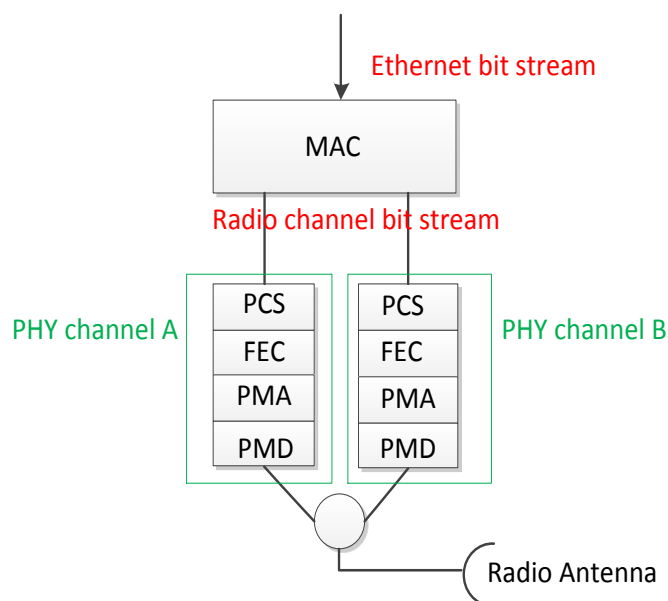 Ethernet bit stream
MAC
Radio channel bit stream
PHY channel A
PCS
FEC
PMA
PMD
PCS
FEC
PMA
PMD
PHY channel B
Radio Antenna